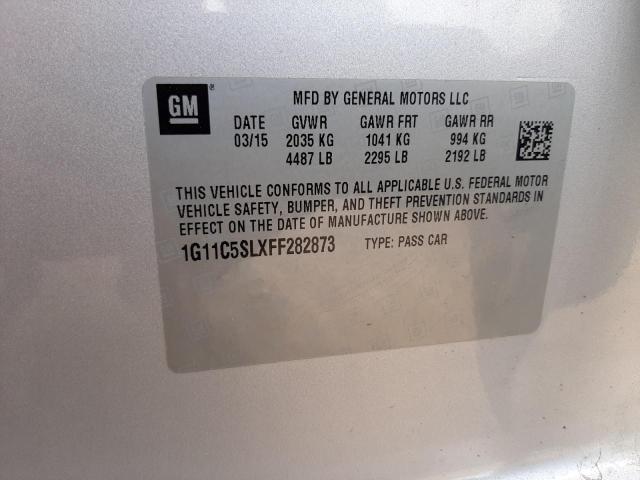 GM ®
MFD BY GENERAL MOTORS LLC
DATE GVWR GAWR FRT GAWR RR
03/15 2035 KG 1041 KG 994 KG
4487 LB 2295 LB 2192 LB
THIS VEHICLE CONFORMS TO ALL APPLICABLE U.S. FEDERAL MOTOR
VEHICLE SAFETY, BUMPER, AND THEFT PREVENTION STANDARDS IN
EFFECT ON THE DATE OF MANUFACTURE SHOWN ABOVE.
1G11C5SLXFF282873 TYPE: PASS CAR